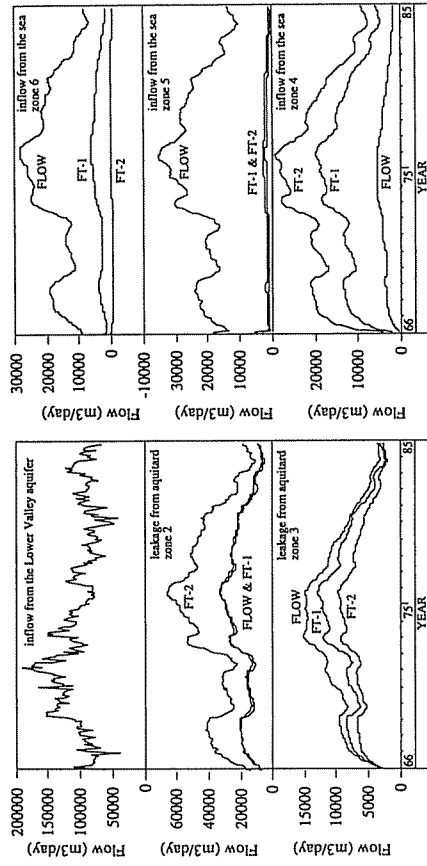 200000
150000
100000
50000
0
Flow (m3/day)
inflow from the Lower Valley aquifer
60000
40000
20000
0
Flow (m3/day)
leakage from aquitard
zone 2
FT-2
FLOW & FT-1
15000
10000
5000
0
Flow (m3/day)
leakage from aquitard
zone 3
FLOW
FT-1
FT-2
66
75
85
YEAR
30000
20000
10000
0
Flow (m3/day)
inflow from the sea
zone 6
FLOW
FT-1
FT-2
-10000
30000
20000
10000
0
Flow (m3/day)
inflow from the sea
zone 5
FLOW
FT-1 & FT-2
20000
10000
0
Flow (m3/day)
inflow from the sea
zone 4
FT-2
FT-1
FLOW
66
75
85
YEAR